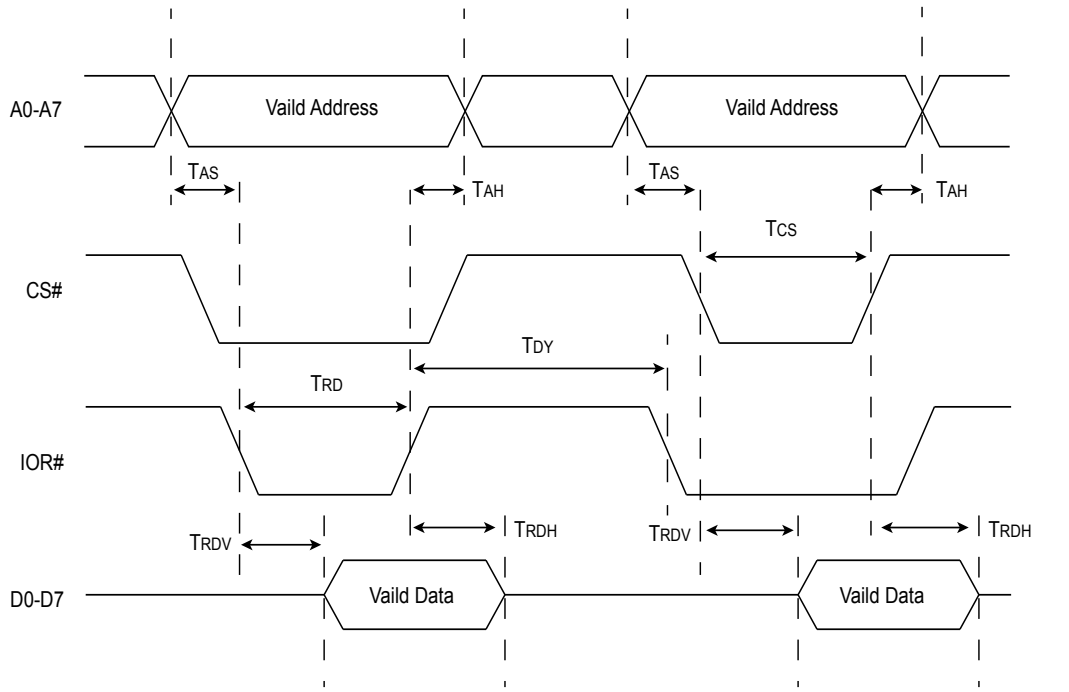 A0-A7
Vaild Address
Vaild Address
TAS
TAH
TAS
TAH
TCS
CS#
TDY
TRD
IOR#
TRDV
TRDH
TRDV
TRDH
D0-D7
Vaild Data
Vaild Data